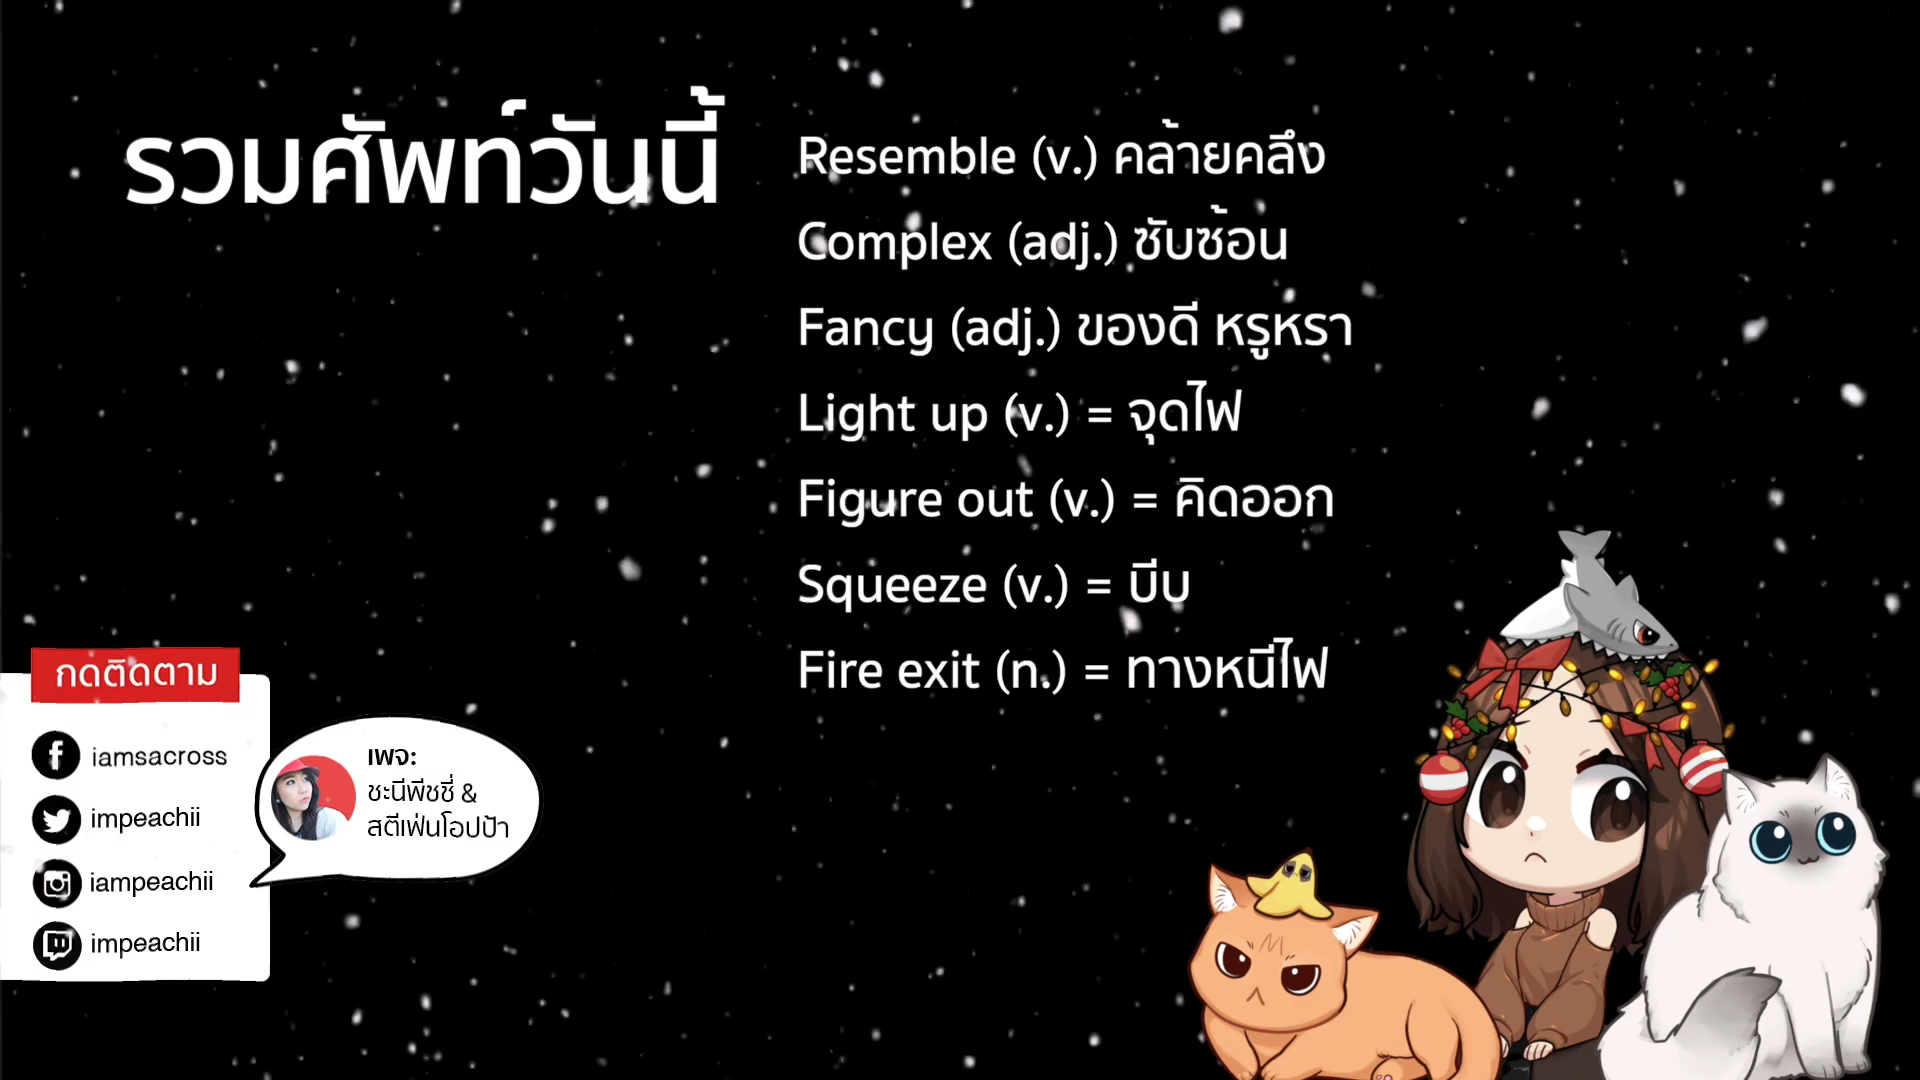 รวมศัพท์วันนี้
Resemble (v.) คล้ายคลึง
Complex (adj.) ซับซ้อน
Fancy (adj.) ของดี หรูหรา
Light up (v.) = จุดไฟ
Figure out (v.) = คิดออก
Squeeze (v.) = บีบ
Fire exit (n.) = ทางหนีไฟ
กดติดตาม
iamsacross
impeachii
iampeachii
impeachii
เพจ:
ชะนีพีชชี่ &
สตีเฟ่นโอปป้า